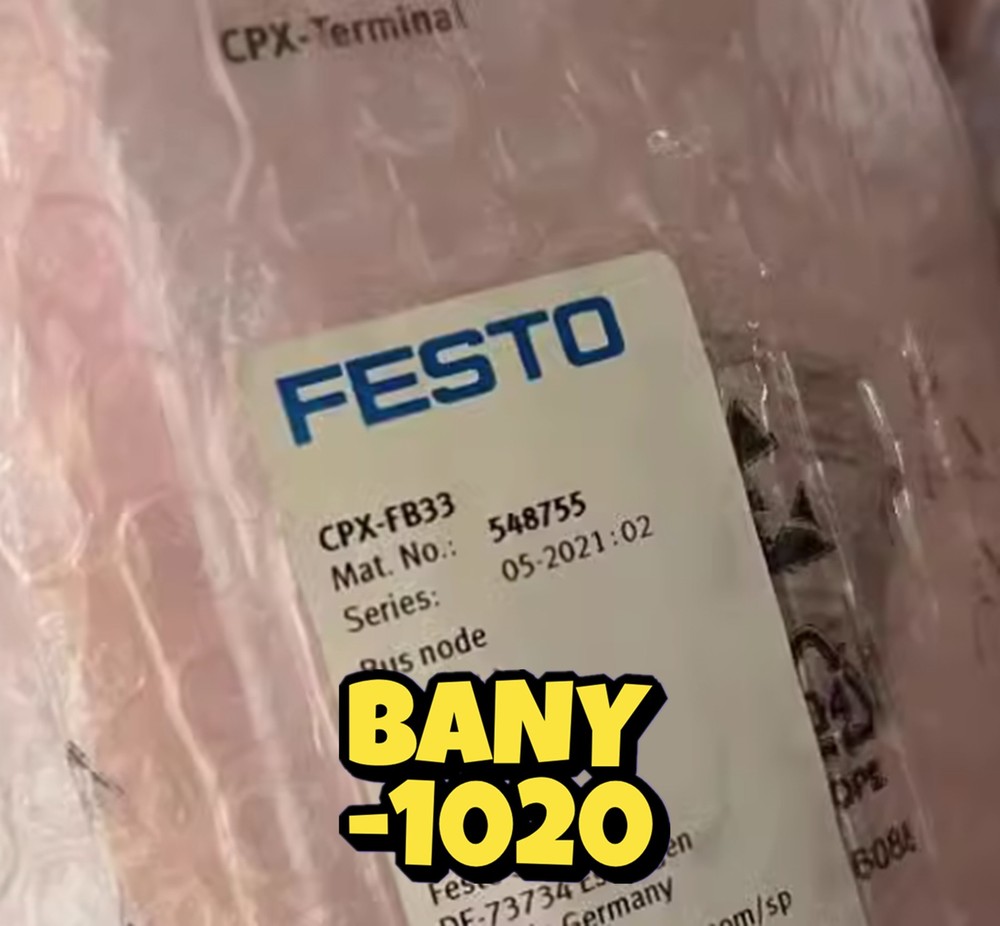 CPX-Terminal
FESTO
CPX-FB33
Mat. No.: 548755
Series: 05-2021:02
Bus node
BANY
-1020
DE-73734
Germany